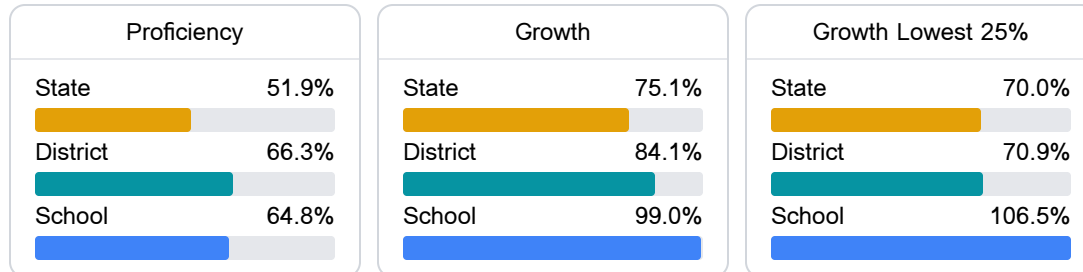 Proficiency
State 51.9%
District 66.3%
School 64.8%
Growth
State 75.1%
District 84.1%
School 99.0%
Growth Lowest 25%
State 70.0%
District 70.9%
School 106.5%